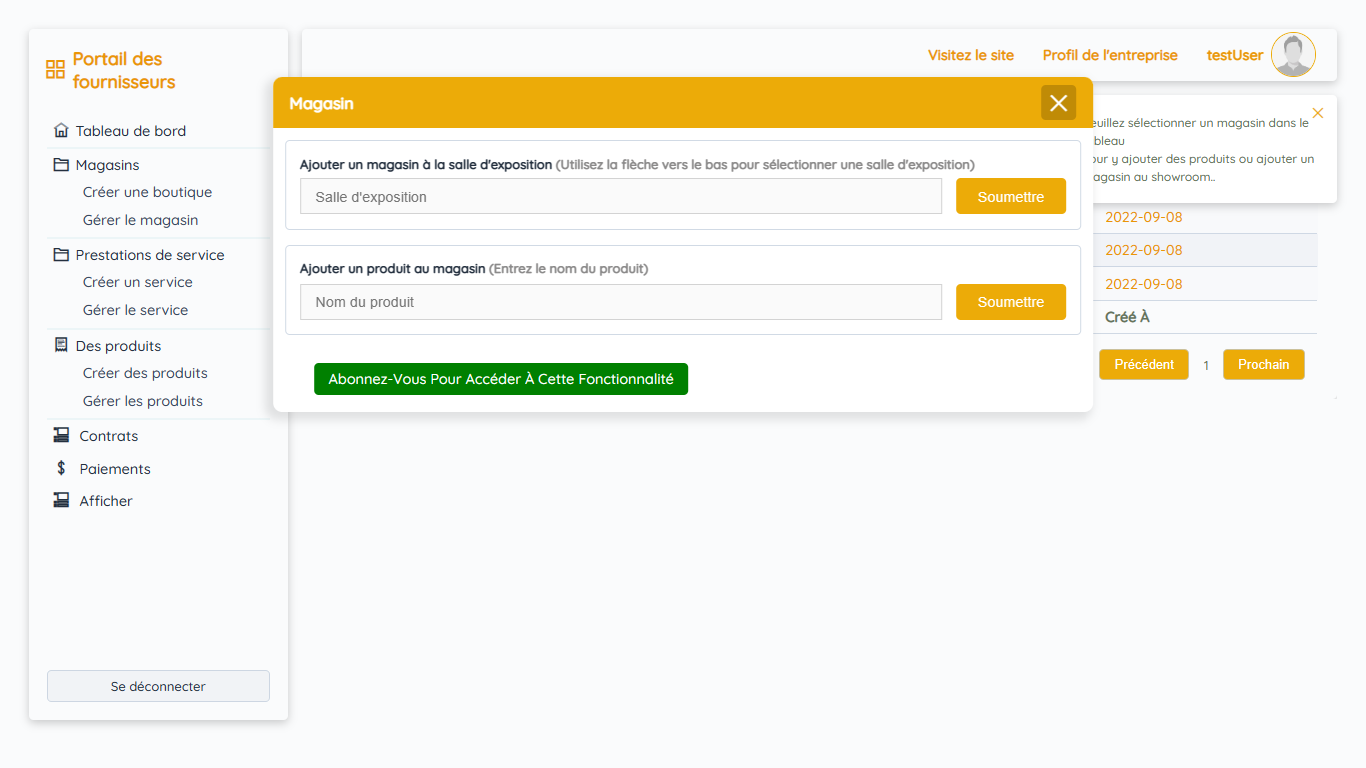 Portail des
fournisseurs
Tableau de bord
Magasins
Créer une boutique
Gérer le magasin
Prestations de service
Créer un service
Gérer le service
Des produits
Créer des produits
Gérer les produits
Contrats
Paiements
Afficher
Se déconnecter
Visitez le site
Profil de l'entreprise
testUser
Magasin
Ajouter un magasin à la salle d'exposition (Utilisez la flèche vers le bas pour sélectionner une salle d'exposition)
Salle d'exposition
Soumettre
Ajouter un produit au magasin (Entrez le nom du produit)
Nom du produit
Soumettre
Abonnez-Vous Pour Accéder À Cette Fonctionnalité
sélectionner un magasin dans le
y ajouter des produits ou ajouter un
au showroom..
2022-09-08
2022-09-08
2022-09-08
Créé À
Précédent
1
Prochain